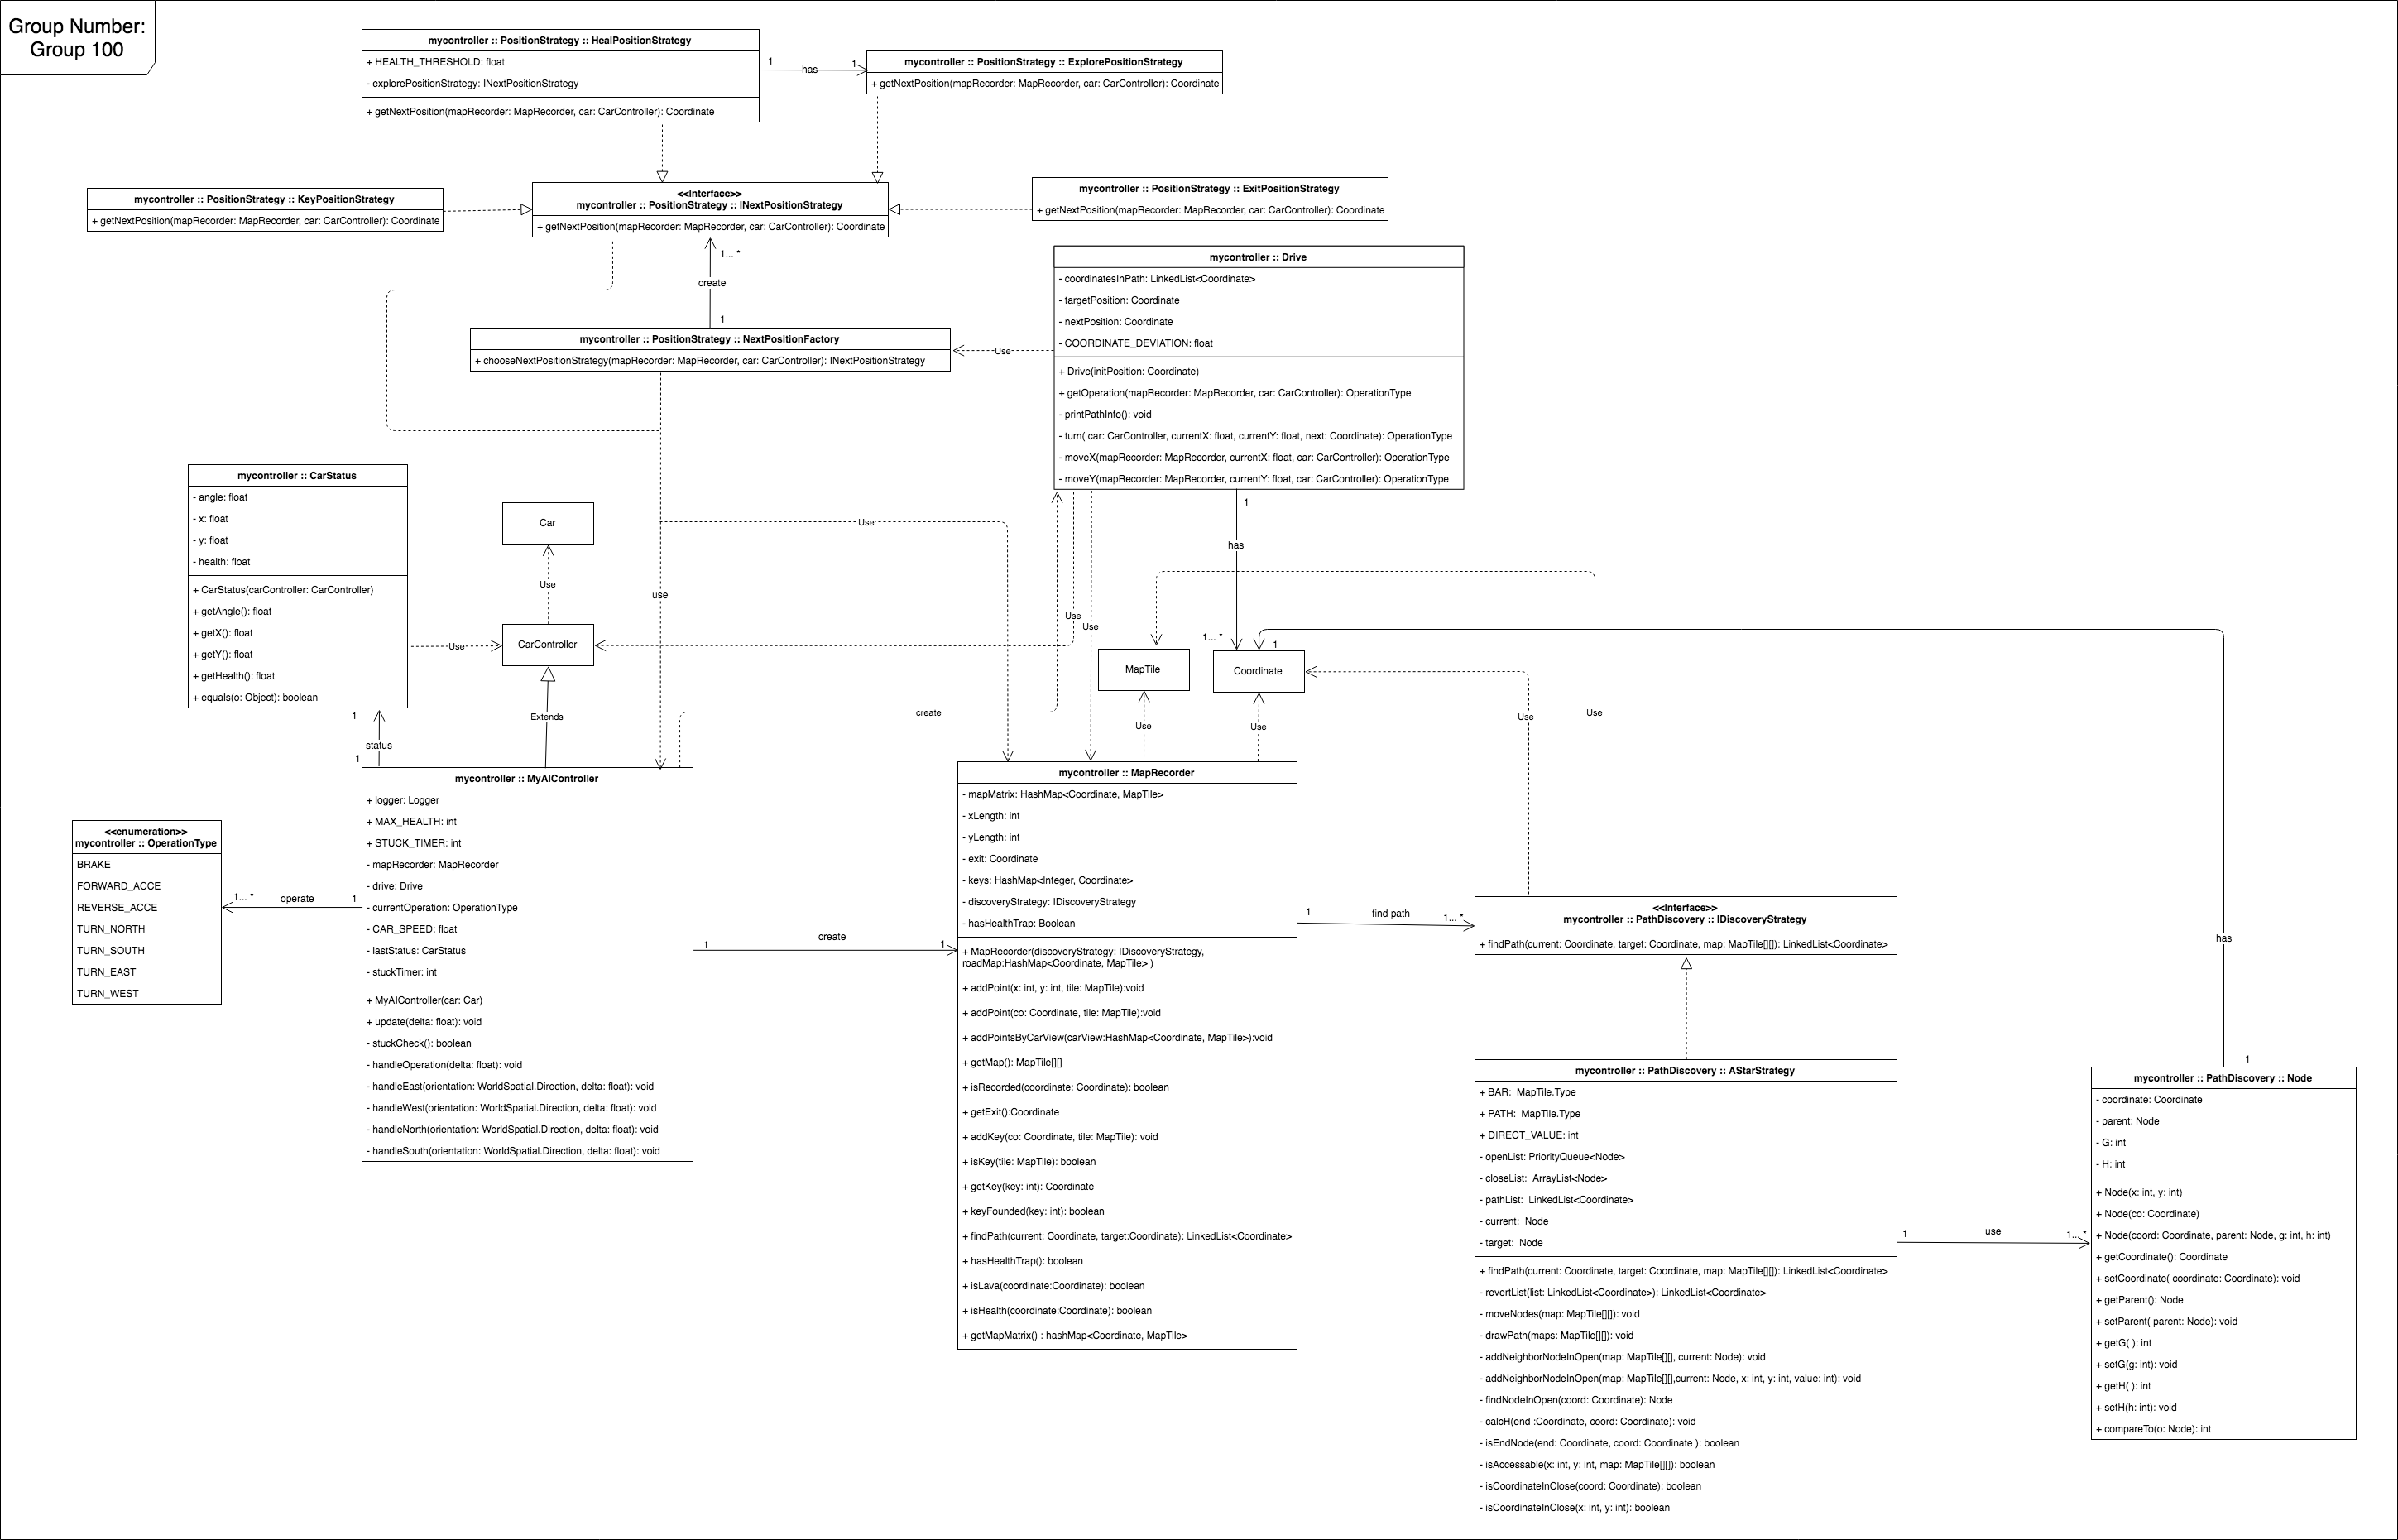 Group Number:
Group 100
mycontroller :: PositionStrategy :: HealPositionStrategy
+ HEALTH_THRESHOLD: float
- explorePositionStrategy: INextPositionStrategy
+ getNextPosition(mapRecorder: MapRecorder, car: CarController): Coordinate
1
has
1
mycontroller :: PositionStrategy :: ExplorePositionStrategy
+ getNextPosition(mapRecorder: MapRecorder, car: CarController): Coordinate
mycontroller :: PositionStrategy :: KeyPositionStrategy
+ getNextPosition(mapRecorder: MapRecorder, car: CarController): Coordinate
<<Interface>>
mycontroller :: PositionStrategy :: INextPositionStrategy
+ getNextPosition(mapRecorder: MapRecorder, car: CarController): Coordinate
mycontroller :: PositionStrategy :: ExitPositionStrategy
+ getNextPosition(mapRecorder: MapRecorder, car: CarController): Coordinate
1... *
create
1
mycontroller :: PositionStrategy :: NextPositionFactory
+ chooseNextPositionStrategy(mapRecorder: MapRecorder, car: CarController): INextPositionStrategy
Use
mycontroller :: Drive
- coordinatesInPath: LinkedList<Coordinate>
- targetPosition: Coordinate
- nextPosition: Coordinate
- COORDINATE_DEVIATION: float
+ Drive(initPosition: Coordinate)
+ getOperation(mapRecorder: MapRecorder, car: CarController): OperationType
- printPathInfo(): void
- turn( car: CarController, currentX: float, currentY: float, next: Coordinate): OperationType
- moveX(mapRecorder: MapRecorder, currentX: float, car: CarController): OperationType
- moveY(mapRecorder: MapRecorder, currentY: float, car: CarController): OperationType
mycontroller :: CarStatus
- angle: float
- x: float
- y: float
- health: float
+ CarStatus(carController: CarController)
+ getAngle(): float
+ getX(): float
+ getY(): float
+ getHealth(): float
+ equals(o: Object): boolean
Car
Use
CarController
Use
Extends
use
Use
Use
Use
create
1
has
1... *
1
MapTile
Coordinate
Use
Use
Use
Use
1
status
1
mycontroller :: MyAIController
+ logger: Logger
+ MAX_HEALTH: int
+ STUCK_TIMER: int
- mapRecorder: MapRecorder
- drive: Drive
- currentOperation: OperationType
- CAR_SPEED: float
- lastStatus: CarStatus
- stuckTimer: int
+ MyAIController(car: Car)
+ update(delta: float): void
- stuckCheck(): boolean
- handleOperation(delta: float): void
- handleEast(orientation: WorldSpatial.Direction, delta: float): void
- handleWest(orientation: WorldSpatial.Direction, delta: float): void
- handleNorth(orientation: WorldSpatial.Direction, delta: float): void
- handleSouth(orientation: WorldSpatial.Direction, delta: float): void
<<enumeration>>
mycontroller :: OperationType
BRAKE
FORWARD_ACCE
REVERSE_ACCE
TURN_NORTH
TURN_SOUTH
TURN_EAST
TURN_WEST
1... *
operate
1
1
create
1
mycontroller :: MapRecorder
- mapMatrix: HashMap<Coordinate, MapTile>
- xLength: int
- yLength: int
- exit: Coordinate
- keys: HashMap<Integer, Coordinate>
- discoveryStrategy: IDiscoveryStrategy
- hasHealthTrap: Boolean
+ MapRecorder(discoveryStrategy: IDiscoveryStrategy,
roadMap:HashMap<Coordinate, MapTile> )
+ addPoint(x: int, y: int, tile: MapTile):void
+ addPoint(co: Coordinate, tile: MapTile):void
+ addPointsByCarView(carView:HashMap<Coordinate, MapTile>):void
+ getMap(): MapTile[][]
+ isRecorded(coordinate: Coordinate): boolean
+ getExit():Coordinate
+ addKey(co: Coordinate, tile: MapTile): void
+ isKey(tile: MapTile): boolean
+ getKey(key: int): Coordinate
+ keyFounded(key: int): boolean
+ findPath(current: Coordinate, target:Coordinate): LinkedList<Coordinate>
+ hasHealthTrap(): boolean
+ isLava(coordinate:Coordinate): boolean
+ isHealth(coordinate:Coordinate): boolean
+ getMapMatrix() : hashMap<Coordinate, MapTile>
1
find path
1... *
<<Interface>>
mycontroller :: PathDiscovery :: IDiscoveryStrategy
+ findPath(current: Coordinate, target: Coordinate, map: MapTile[][]): LinkedList<Coordinate>
mycontroller :: PathDiscovery :: AStarStrategy
+ BAR:  MapTile.Type
+ PATH:  MapTile.Type
+ DIRECT_VALUE: int
- openList: PriorityQueue<Node>
- closeList:  ArrayList<Node>
- pathList:  LinkedList<Coordinate>
- current:  Node
- target:  Node
+ findPath(current: Coordinate, target: Coordinate, map: MapTile[][]): LinkedList<Coordinate>
- revertList(list: LinkedList<Coordinate>): LinkedList<Coordinate>
- moveNodes(map: MapTile[][]): void
- drawPath(maps: MapTile[][]): void
- addNeighborNodeInOpen(map: MapTile[][], current: Node): void
- addNeighborNodeInOpen(map: MapTile[][],current: Node, x: int, y: int, value: int): void
- findNodeInOpen(coord: Coordinate): Node
- calcH(end :Coordinate, coord: Coordinate): void
- isEndNode(end: Coordinate, coord: Coordinate ): boolean
- isAccessable(x: int, y: int, map: MapTile[][]): boolean
- isCoordinateInClose(coord: Coordinate): boolean
- isCoordinateInClose(x: int, y: int): boolean
1
use
1... *
has
1
mycontroller :: PathDiscovery :: Node
- coordinate: Coordinate
- parent: Node
- G: int
- H: int
+ Node(x: int, y: int)
+ Node(co: Coordinate)
+ Node(coord: Coordinate, parent: Node, g: int, h: int)
+ getCoordinate(): Coordinate
+ setCoordinate( coordinate: Coordinate): void
+ getParent(): Node
+ setParent( parent: Node): void
+ getG( ): int
+ setG(g: int): void
+ getH( ): int
+ setH(h: int): void
+ compareTo(o: Node): int